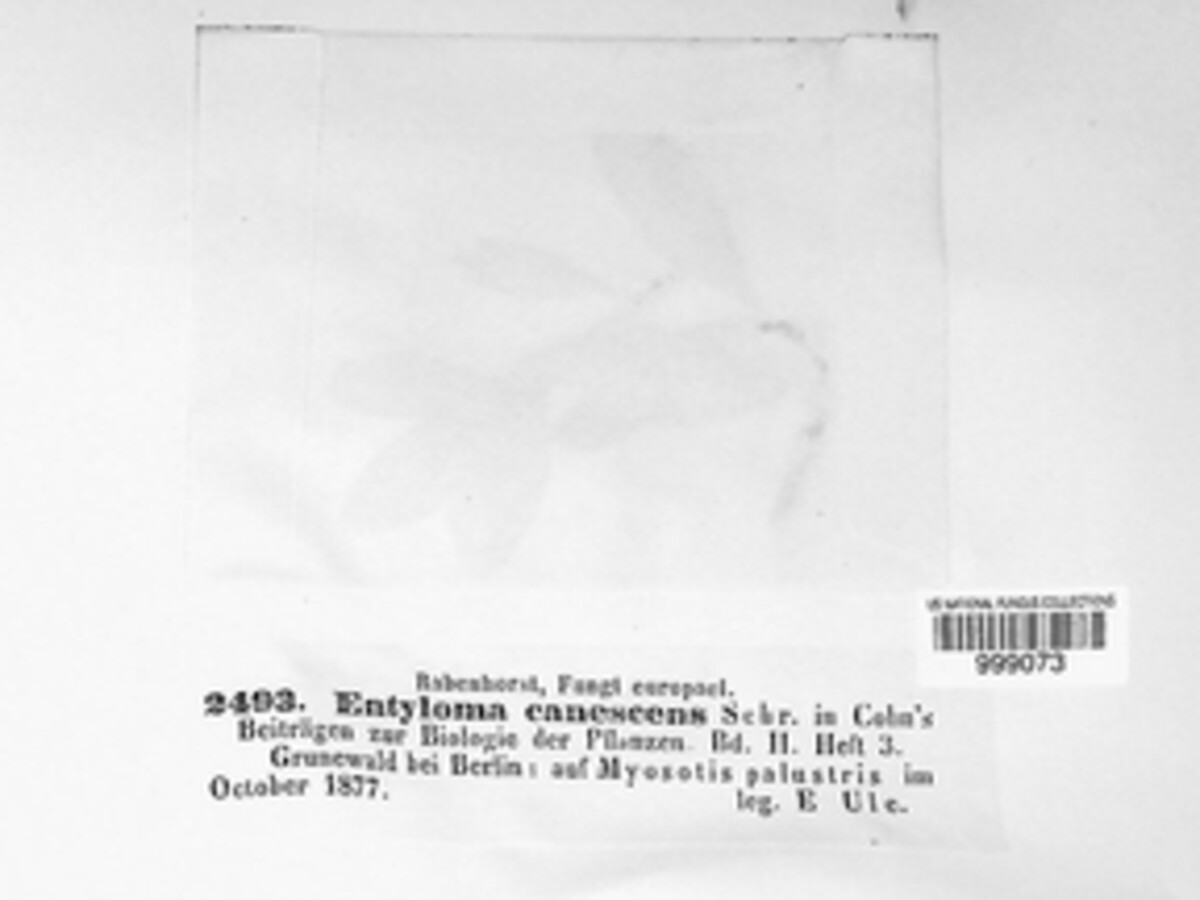 Rabenhorst, Fungi europaei.
2493. Entyloma canescens Schr. in Cohn's
Beiträgen zur Biologie der Pflanzen. Bd. II. Heft 3.
Grunewald bei Berlin: auf Myosotis palustris im
October 1877. leg. E Ule.
US NATIONAL FUNGUS COLLECTIONS
999073